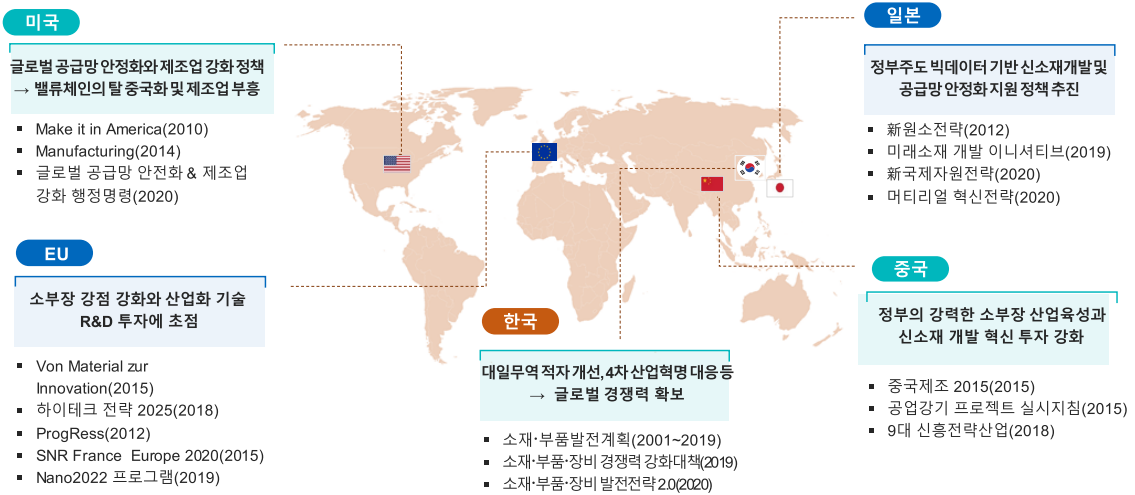 미국
글로벌 공급망 안정화와 제조업 강화 정책
→ 밸류체인의 탈 중국화 및 제조업 부흥
▪ Make it in America(2010)
▪ Manufacturing(2014)
▪ 글로벌 공급망 안전화 & 제조업
강화 행정명령(2020)
EU
소부장 강점 강화와 산업화 기술
R&D 투자에 초점
▪ Von Material zur
Innovation(2015)
▪ 하이테크 전략 2025(2018)
▪ ProgRess(2012)
▪ SNR France Europe 2020(2015)
▪ Nano2022 프로그램(2019)
한국
대일무역 적자 개선, 4차 산업혁명 대응 등
→ 글로벌 경쟁력 확보
▪ 소재·부품발전계획(2001~2019)
▪ 소재·부품·장비 경쟁력 강화대책(2019)
▪ 소재·부품·장비 발전전략 2.0(2020)
일본
정부주도 빅데이터 기반 신소재개발 및
공급망 안정화 지원 정책 추진
▪ 新원소전략(2012)
▪ 미래소재 개발 이니셔티브(2019)
▪ 新국제자원전략(2020)
▪ 머티리얼 혁신전략(2020)
중국
정부의 강력한 소부장 산업육성과
신소재 개발 혁신 투자 강화
▪ 중국제조 2015(2015)
▪ 공업강기 프로젝트 실시지침(2015)
▪ 9대 신흥전략산업(2018)